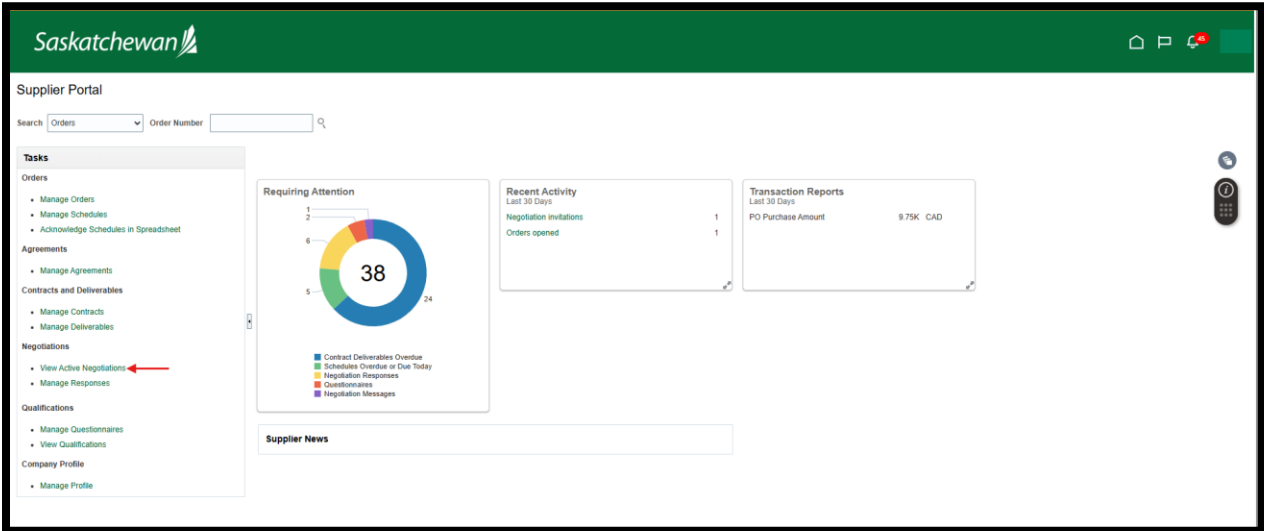 Saskatchewan
45
Supplier Portal
Search Orders Order Number
Tasks
Orders
Manage Orders
Manage Schedules
Acknowledge Schedules in Spreadsheet
Agreements
Manage Agreements
Contracts and Deliverables
Manage Contracts
Manage Deliverables
Negotiations
View Active Negotiations
Manage Responses
Qualifications
Manage Questionnaires
View Qualifications
Company Profile
Manage Profile
Requiring Attention
1
2
6
5
38
24
Contract Deliverables Overdue
Schedules Overdue or Due Today
Negotiation Responses
Questionnaires
Negotiation Messages
Recent Activity
Last 30 Days
Negotiation invitations 1
Orders opened 1
Transaction Reports
Last 30 Days
PO Purchase Amount 9.75K CAD
Supplier News